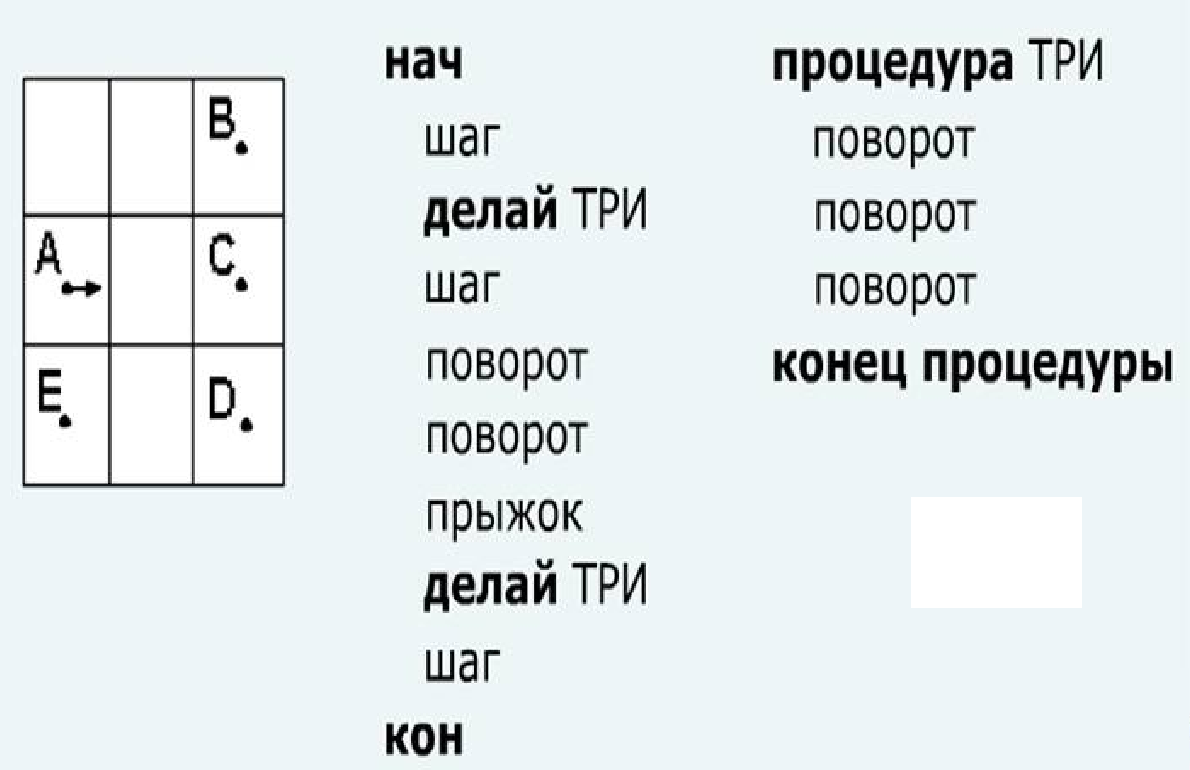 B
A
C
E
D
нач
шаг
делай ТРИ
шаг
поворот
поворот
прыжок
делай ТРИ
шаг
кон
процедура ТРИ
поворот
поворот
поворот
конец процедуры